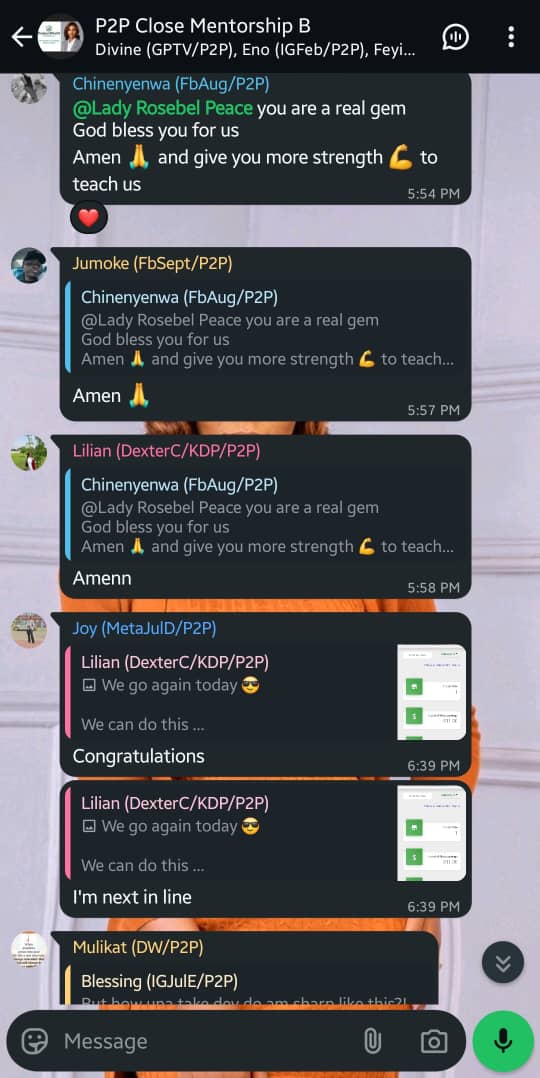 P2P Close Mentorship B
Divine (GPTV/P2P), Eno (IGFeb/P2P), Feyi...
Chinenyenwa (FbAug/P2P)
@Lady Rosebel Peace you are a real gem
God bless you for us
Amen 🙏 and give you more strength 💪 to
teach us
5:54 PM
❤️
Jumoke (FbSept/P2P)
Chinenyenwa (FbAug/P2P)
@Lady Rosebel Peace you are a real gem
God bless you for us
Amen 🙏 and give you more strength 💪 to teach...
Amen 🙏
5:57 PM
Lilian (DexterC/KDP/P2P)
Chinenyenwa (FbAug/P2P)
@Lady Rosebel Peace you are a real gem
God bless you for us
Amen 🙏 and give you more strength 💪 to teach...
Amenn
5:58 PM
Joy (MetaJulD/P2P)
Lilian (DexterC/KDP/P2P)
We go again today 😎
We can do this ...
Congratulations
6:39 PM
Lilian (DexterC/KDP/P2P)
We go again today 😎
We can do this ...
I'm next in line
6:39 PM
Mulikat (DW/P2P)
Blessing (IGJulE/P2P)
But how una take dey do am sharp like this?!
Message